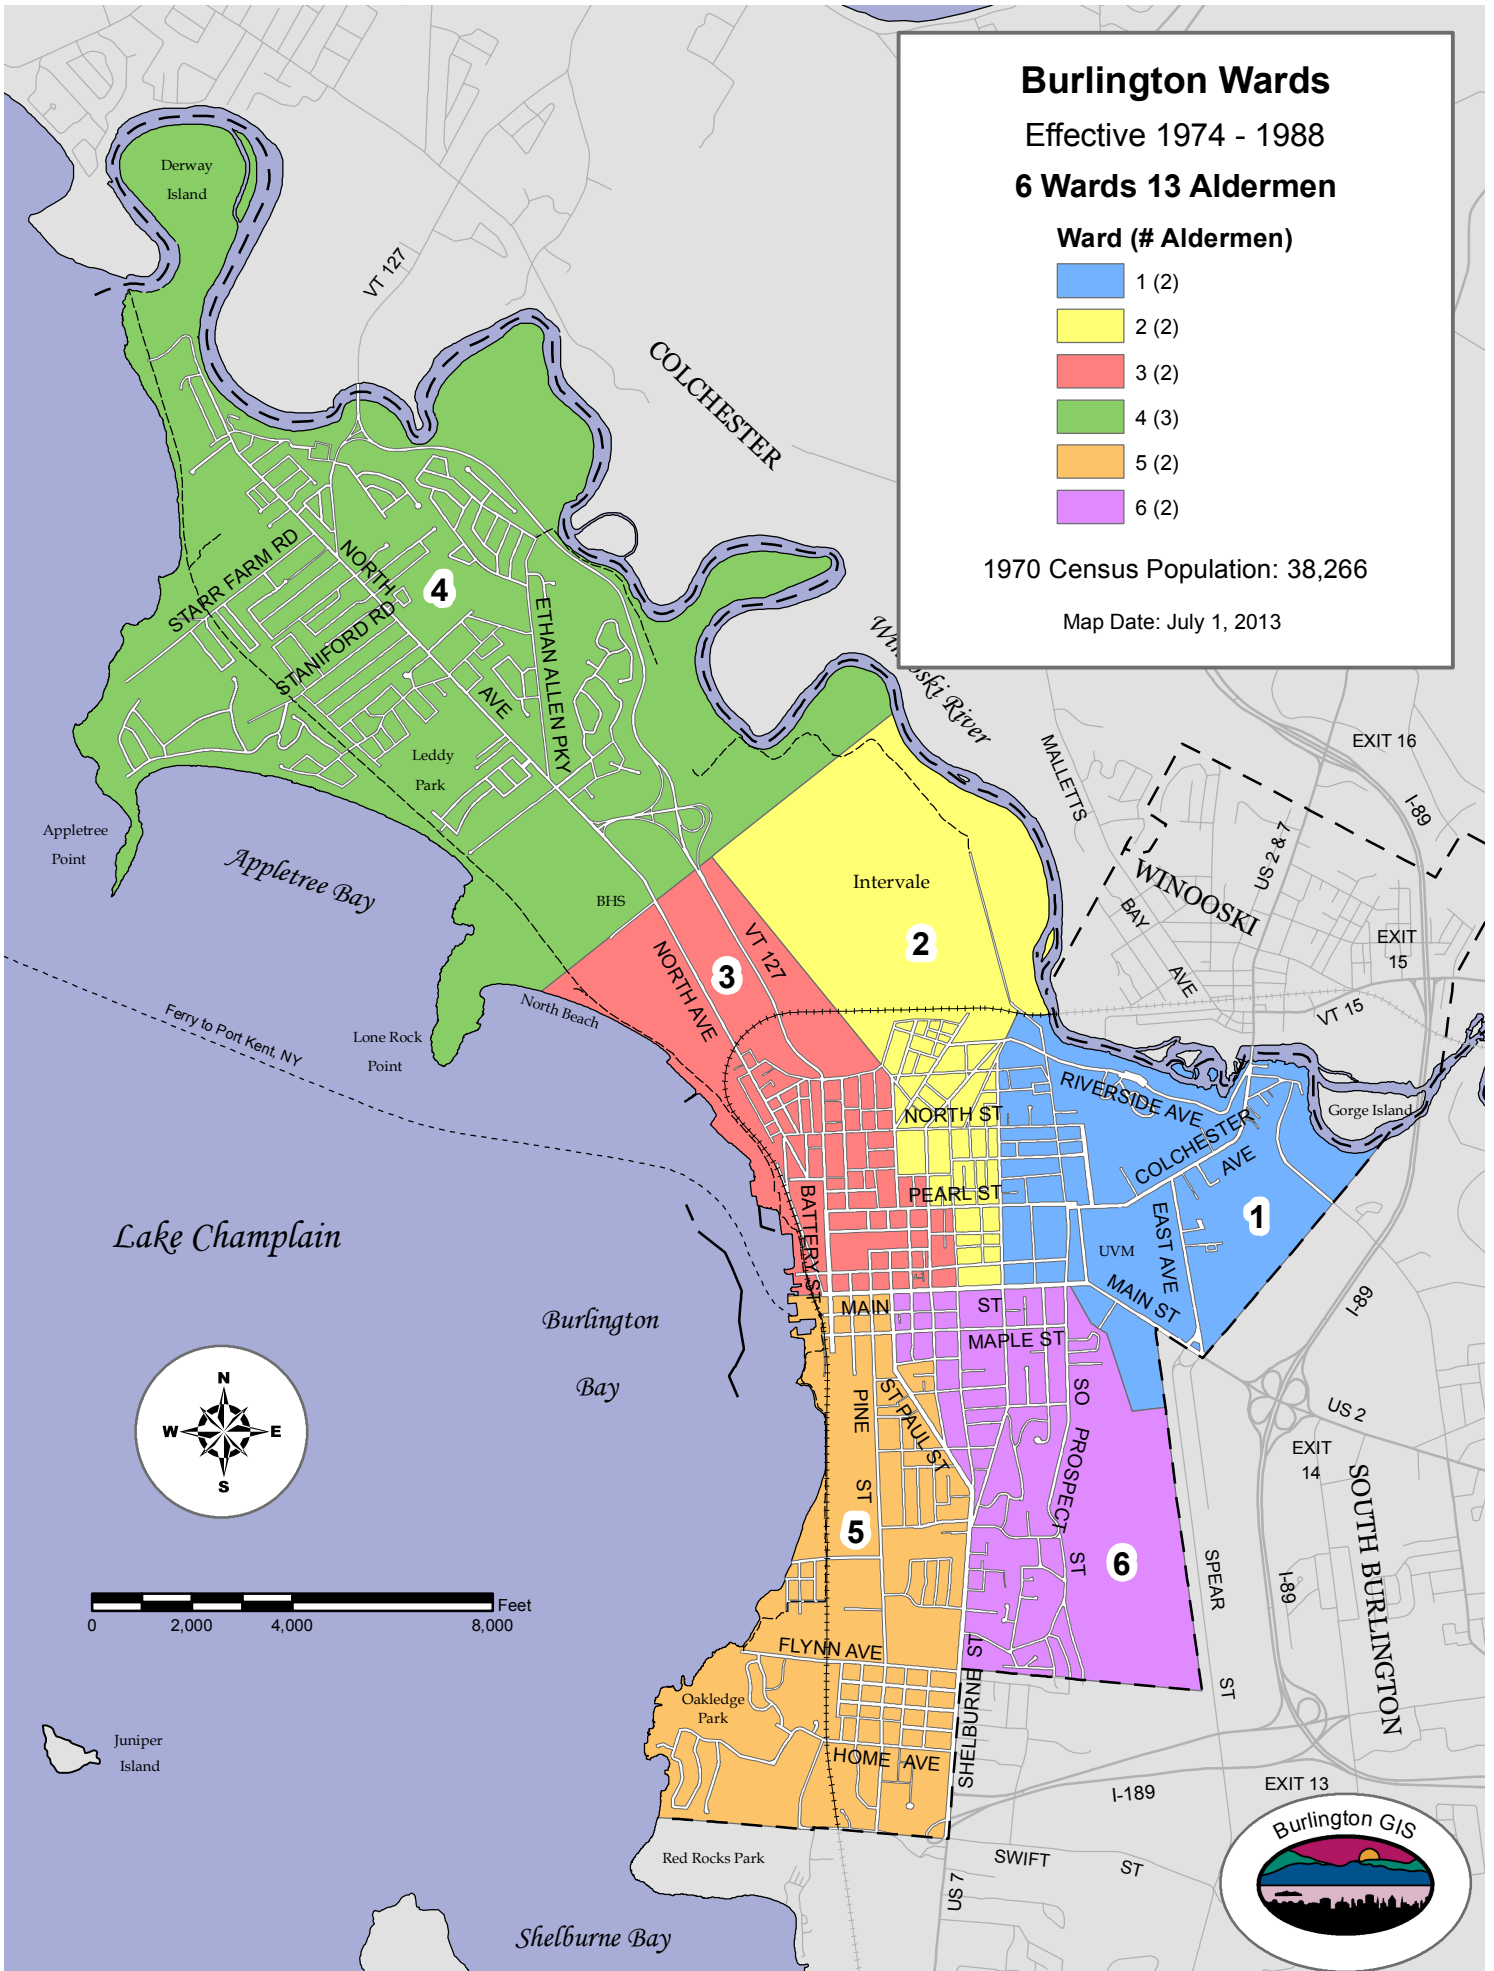 Burlington Wards
Effective 1974 - 1988
6 Wards 13 Aldermen
Ward (# Aldermen)
1 (2)
2 (2)
3 (2)
4 (3)
5 (2)
6 (2)
1970 Census Population: 38,266
Map Date: July 1, 2013
Derway
Island
VT 127
COLCHESTER
STARR FARM RD
NORTH
4
STANIFORD RD
ETHAN ALLEN PKY
AVE
Leddy
Park
Appletree
Point
Appletree Bay
BHS
Ski River
MALLETTS
EXIT 16
I-89
US 2 & 7
WINOOSKI
BAY
AVE
EXIT
15
VT 15
Intervale
2
VT 127
3
NORTH AVE
North Beach
Ferry to Port Kent, NY
Lone Rock
Point
RIVERSIDE AVE
Gorge Island
NORTH ST
COLCHESTER
AVE
PEARL ST
BATTERY ST
EAST AVE
1
UVM
MAIN ST
Lake Champlain
Burlington
Bay
MAIN
ST
MAPLE ST
I-89
N
W
E
S
PINE
ST
ST PAUL ST
SO PROSPECT ST
US 2
EXIT
14
SOUTH BURLINGTON
5
6
SPEAR
ST
I-89
Feet
0
2,000
4,000
8,000
FLYNN AVE
SHELBURNE ST
Oakledge
Park
HOME AVE
Juniper
Island
I-189
EXIT 13
Burlington GIS
Red Rocks Park
SWIFT
ST
US 7
Shelburne Bay